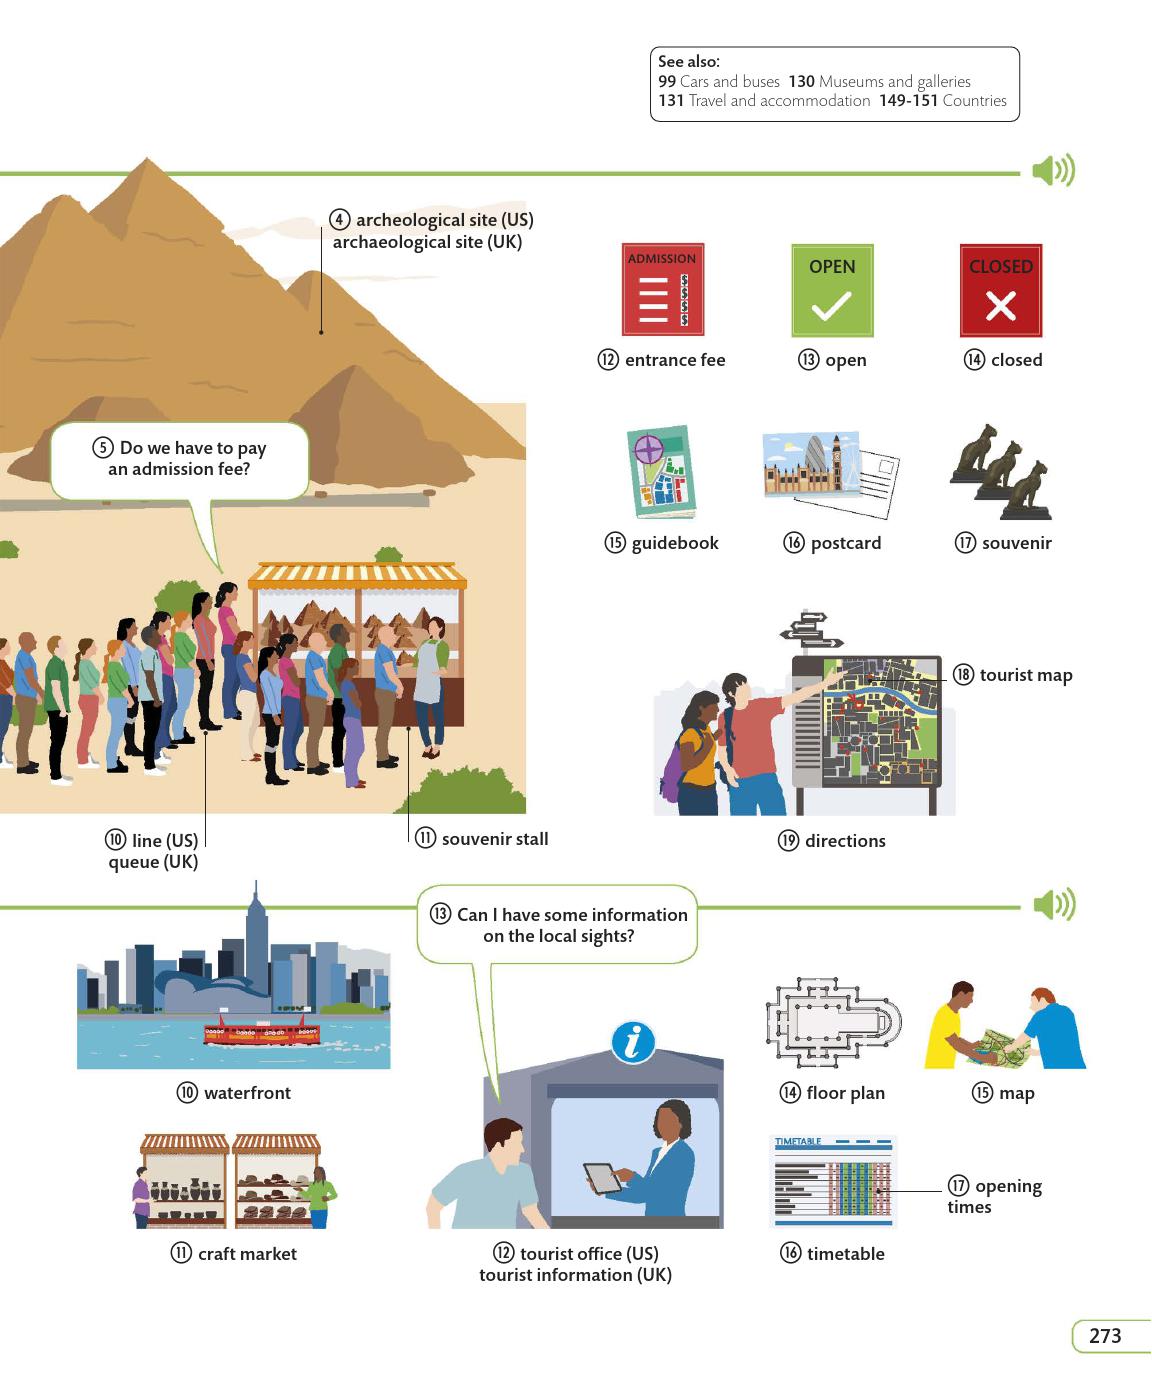 See also:
99 Cars and buses 130 Museums and galleries
131 Travel and accommodation 149-151 Countries
④ archeological site (US)
archaeological site (UK)
⑤ Do we have to pay
an admission fee?
⑩ line (US)
queue (UK)
⑪ souvenir stall
ADMISSION
$
$
$
$
⑫ entrance fee
OPEN
⑬ open
CLOSED
⑭ closed
⑮ guidebook
⑯ postcard
⑰ souvenir
⑱ tourist map
⑲ directions
⑩ waterfront
⑪ craft market
⑬ Can I have some information
on the local sights?
i
⑫ tourist office (US)
tourist information (UK)
⑭ floor plan
⑮ map
TIMETABLE
⑰ opening
times
⑯ timetable
273